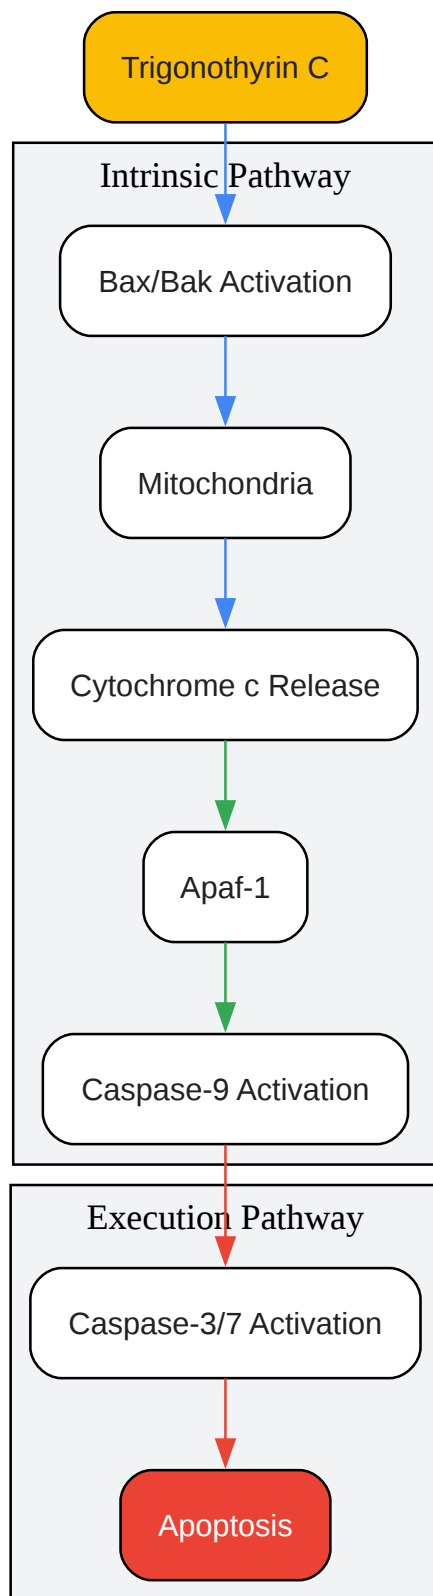 Trigonothyrin C
Intrinsic Pathway
Bax/Bak Activation
Mitochondria
Cytochrome c Release
Apaf-1
Caspase-9 Activation
Execution Pathway
Caspase-3/7 Activation
Apoptosis